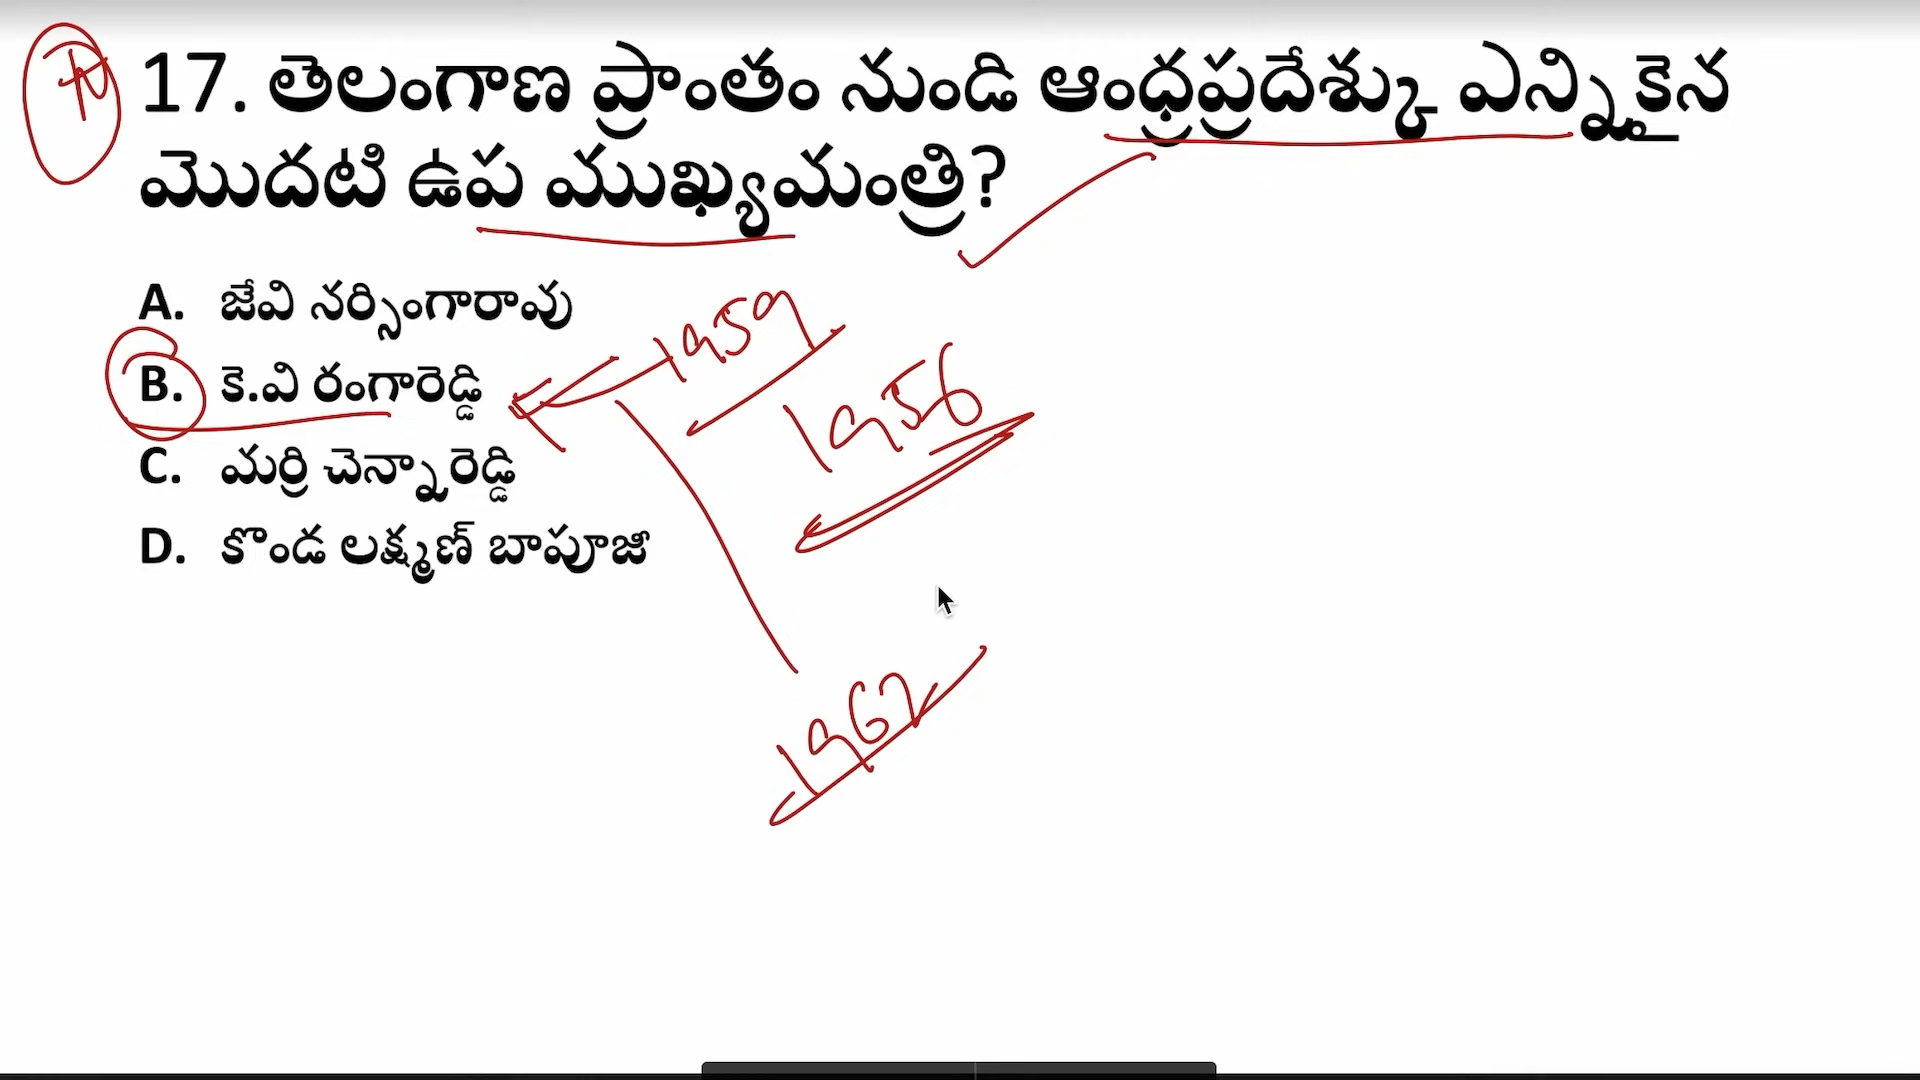 17. తెలంగాణ ప్రాంతం నుండి ఆంధ్రప్రదేశ్కు ఎన్నికైన
మొదటి ఉప ముఖ్యమంత్రి?
A. జేవి నర్సింగారావు
B. కె.వి రంగారెడ్డి
C. మర్రి చెన్నారెడ్డి
D. కొండ లక్ష్మణ్ బాపూజీ
1959
1956
1962